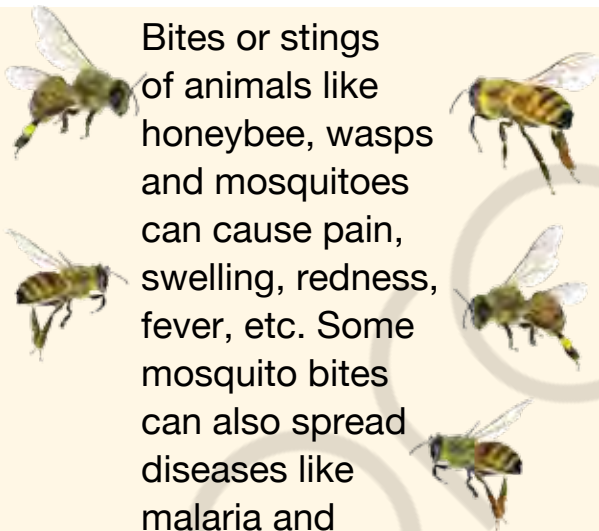 Bites or stings
of animals like
honeybee, wasps
and mosquitoes
can cause pain,
swelling, redness,
fever, etc. Some
mosquito bites
can also spread
diseases like
malaria and